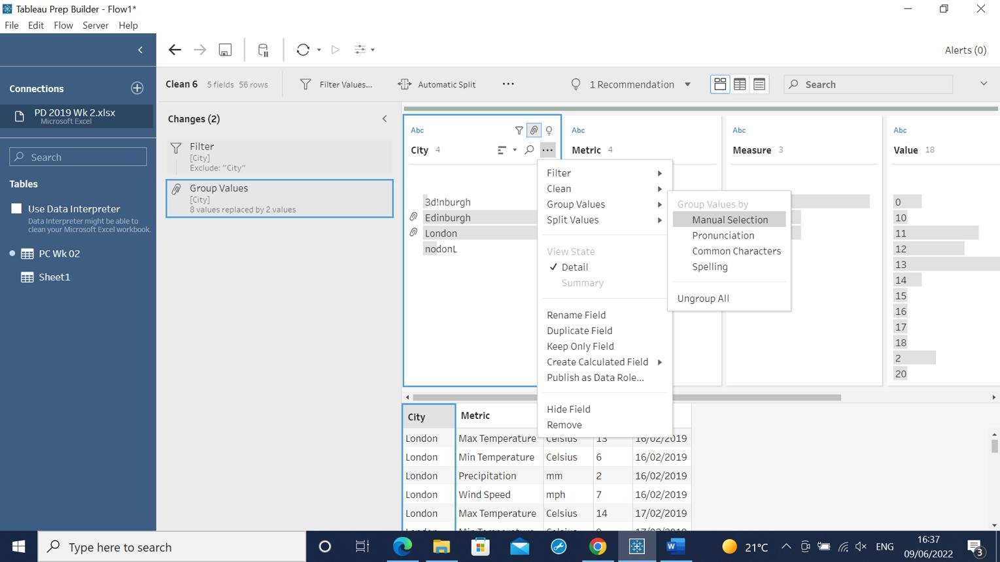 Tableau Prep Builder - Flow1*
File Edit Flow Server Help
Alerts (0)
Connections
PD 2019 Wk 2.xlsx
Microsoft Excel
Search
Tables
Use Data Interpreter
Data Interpreter might be able to
clean your Microsoft Excel workbook.
PC Wk 02
Sheet1
Clean 6 5 fields 56 rows Filter Values... Automatic Split ... 1 Recommendation Search
Changes (2)
Filter
[City]
Exclude: "City"
Group Values
[City]
8 values replaced by 2 values
Abc
City 4
3d!nburgh
Edinburgh
London
nodonL
Abc
Metric 4
Abc
Measure 3
Abc
Value 18
0
10
11
12
13
14
15
16
17
18
2
20
Filter
Clean
Group Values
Split Values
View State
Detail
Summary
Rename Field
Duplicate Field
Keep Only Field
Create Calculated Field
Publish as Data Role...
Hide Field
Remove
Group Values by
Manual Selection
Pronunciation
Common Characters
Spelling
Ungroup All
City Metric
London Max Temperature Celsius 13 16/02/2019
London Min Temperature Celsius 6 16/02/2019
London Precipitation mm 2 16/02/2019
London Wind Speed mph 7 16/02/2019
London Max Temperature Celsius 14 17/02/2019
Type here to search
21°C ENG 16:37
09/06/2022
3